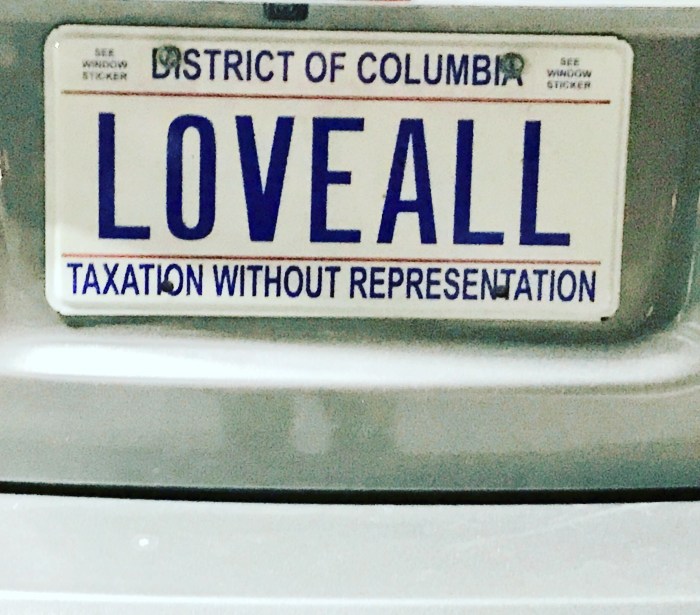 SEE
WINDOW
STICKER
DISTRICT OF COLUMBIA
SEE
WINDOW
STICKER
LOVEALL
TAXATION WITHOUT REPRESENTATION